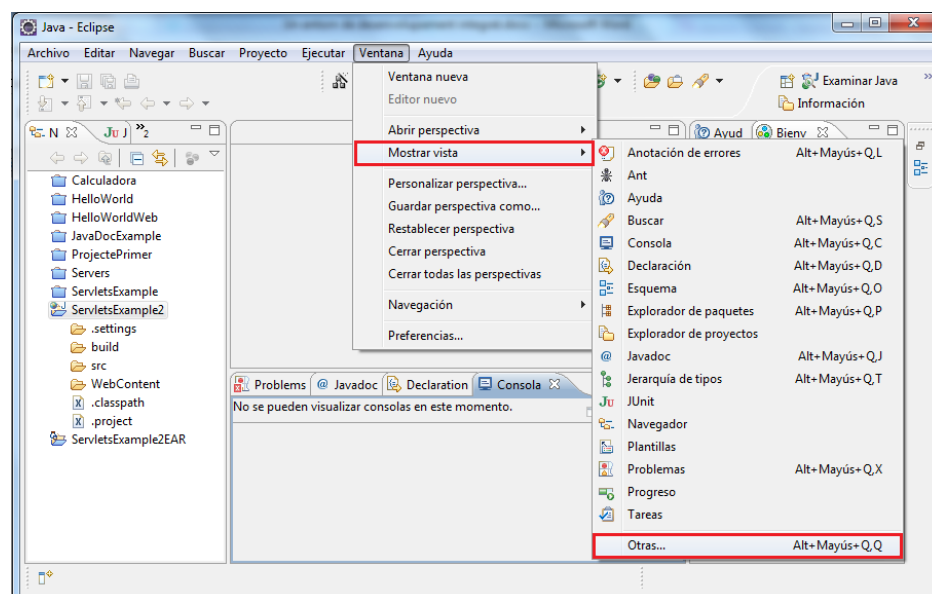 Java - Eclipse
Archivo Editar Navegar Buscar Proyecto Ejecutar Ventana Ayuda
Examinar Java
Información
N
Ju J
2
Calculadora
HelloWorld
HelloWorldWeb
JavaDocExample
ProjectePrimer
Servers
ServletsExample
ServletsExample2
.settings
build
src
WebContent
.classpath
.project
ServletsExample2EAR
Ventana nueva
Editor nuevo
Abrir perspectiva
Mostrar vista
Personalizar perspectiva...
Guardar perspectiva como...
Restablecer perspectiva
Cerrar perspectiva
Cerrar todas las perspectivas
Navegación
Preferencias...
Ayud
Bienv
Anotación de errores Alt+Mayús+Q,L
Ant
Ayuda
Buscar Alt+Mayús+Q,S
Consola Alt+Mayús+Q,C
Declaración Alt+Mayús+Q,D
Esquema Alt+Mayús+Q,O
Explorador de paquetes Alt+Mayús+Q,P
Explorador de proyectos
Javadoc Alt+Mayús+Q,J
Jerarquía de tipos Alt+Mayús+Q,T
Ju JUnit
Navegador
Plantillas
Problemas Alt+Mayús+Q,X
Progreso
Tareas
Otras... Alt+Mayús+Q,Q
Problems @ Javadoc Declaration Consola
No se pueden visualizar consolas en este momento.